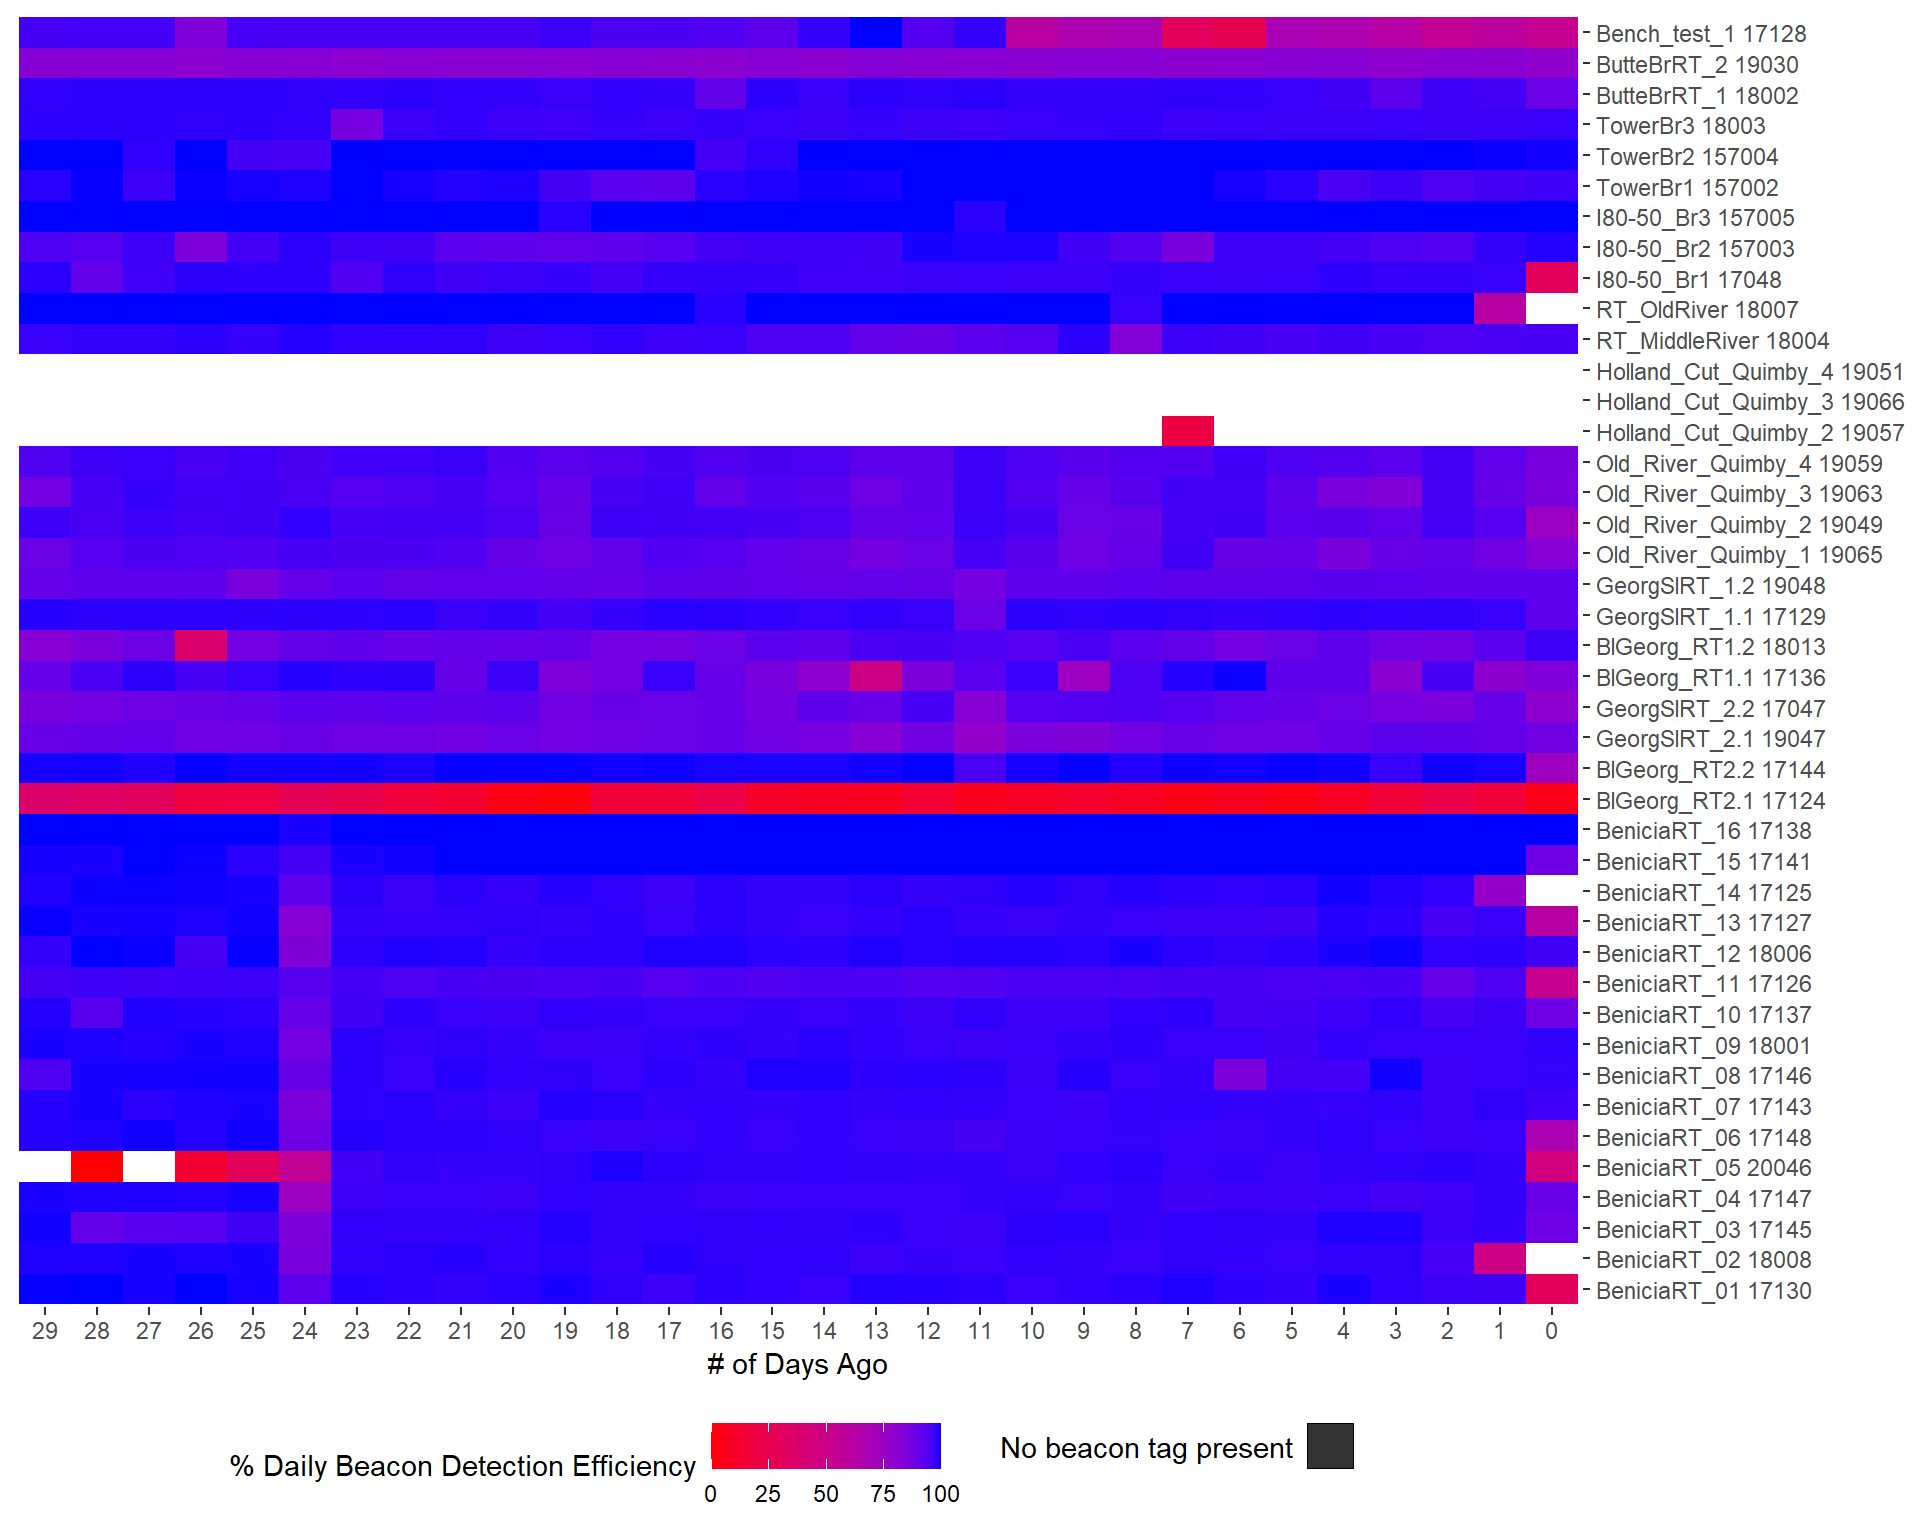 Bench_test_1 17128
ButteBrRT_2 19030
ButteBrRT_1 18002
TowerBr3 18003
TowerBr2 157004
TowerBr1 157002
I80-50_Br3 157005
I80-50_Br2 157003
I80-50_Br1 17048
RT_OldRiver 18007
RT_MiddleRiver 18004
Holland_Cut_Quimby_4 19051
Holland_Cut_Quimby_3 19066
Holland_Cut_Quimby_2 19057
Old_River_Quimby_4 19059
Old_River_Quimby_3 19063
Old_River_Quimby_2 19049
Old_River_Quimby_1 19065
GeorgSlRT_1.2 19048
GeorgSlRT_1.1 17129
BlGeorg_RT1.2 18013
BlGeorg_RT1.1 17136
GeorgSlRT_2.2 17047
GeorgSlRT_2.1 19047
BlGeorg_RT2.2 17144
BlGeorg_RT2.1 17124
BeniciaRT_16 17138
BeniciaRT_15 17141
BeniciaRT_14 17125
BeniciaRT_13 17127
BeniciaRT_12 18006
BeniciaRT_11 17126
BeniciaRT_10 17137
BeniciaRT_09 18001
BeniciaRT_08 17146
BeniciaRT_07 17143
BeniciaRT_06 17148
BeniciaRT_05 20046
BeniciaRT_04 17147
BeniciaRT_03 17145
BeniciaRT_02 18008
BeniciaRT_01 17130
29 28 27 26 25 24 23 22 21 20 19 18 17 16 15 14 13 12 11 10 9 8 7 6 5 4 3 2 1 0
# of Days Ago
% Daily Beacon Detection Efficiency
0 25 50 75 100
No beacon tag present